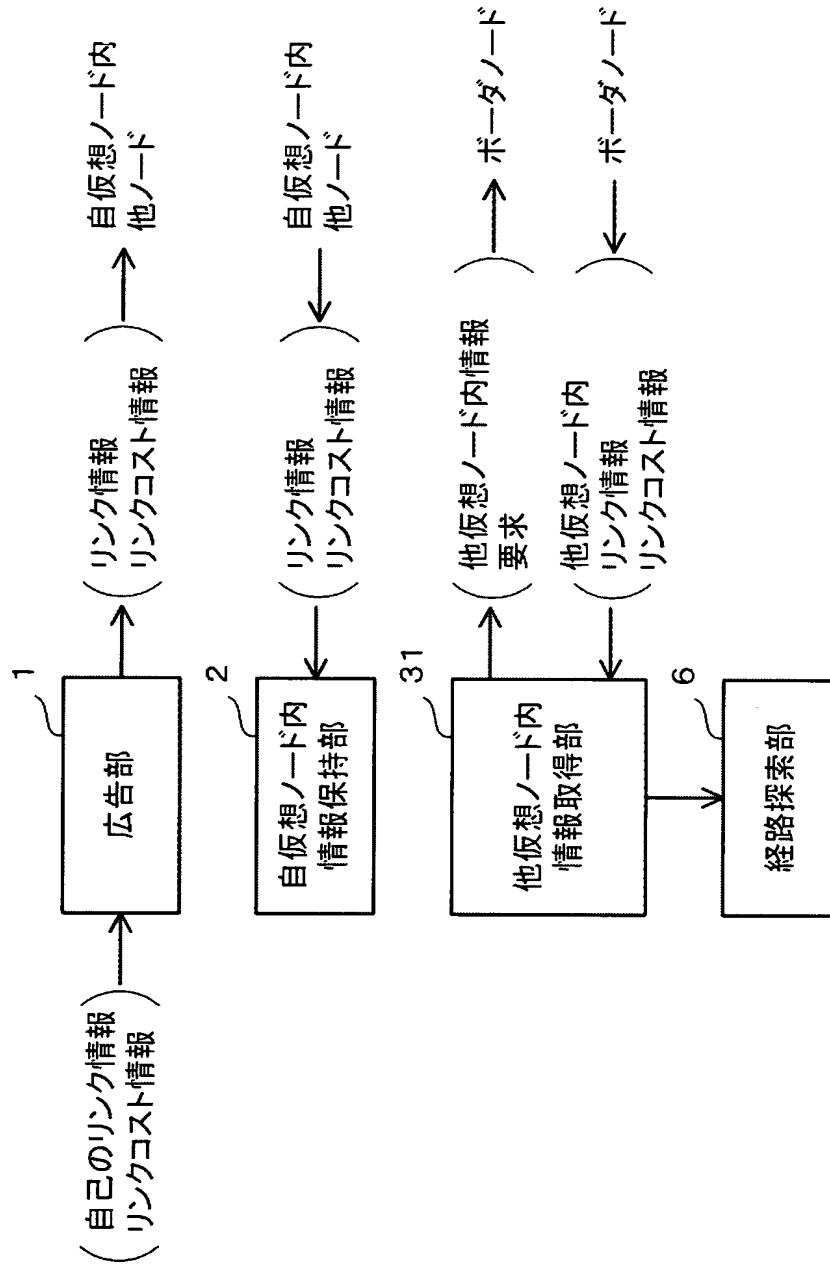 1
(自己のリンク情報
リンクコスト情報)
広告部
(リンク情報
リンクコスト情報)
自仮想ノード内
他ノード
2
自仮想ノード内
情報保持部
(リンク情報
リンクコスト情報)
自仮想ノード内
他ノード
31
他仮想ノード内
情報取得部
(他仮想ノード内情報
要求)
ボーダノード
他仮想ノード内
(リンク情報
リンクコスト情報)
ボーダノード
6
経路探索部